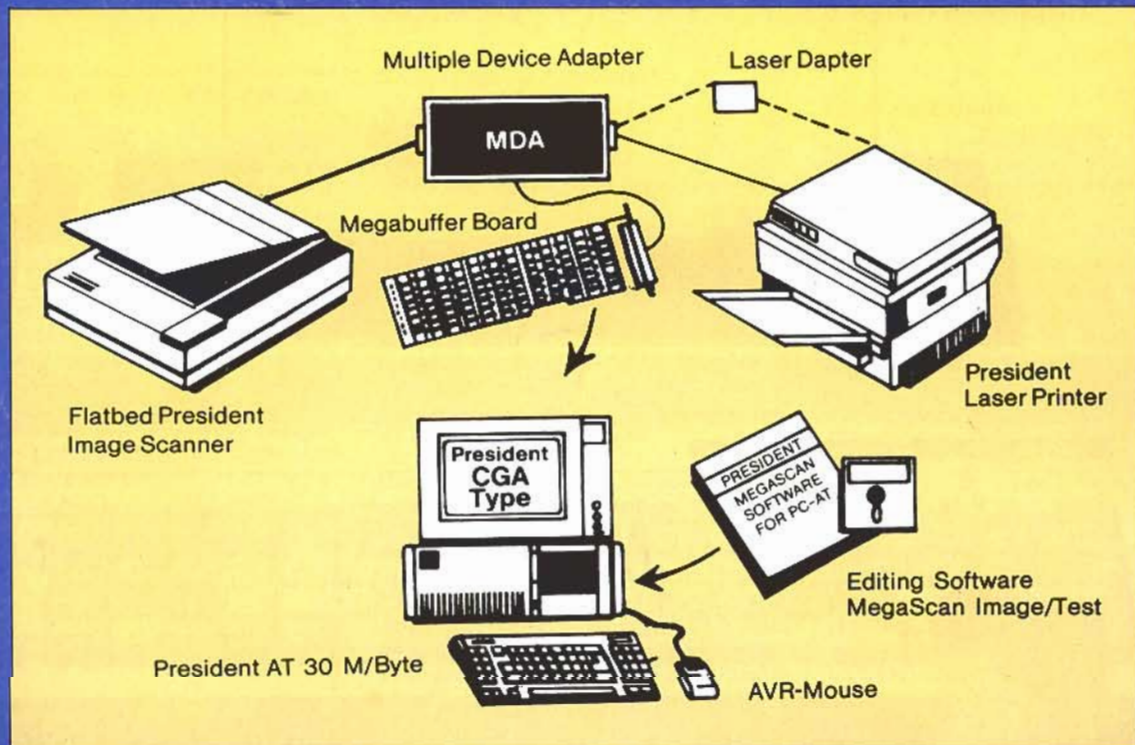 Multiple Device Adapter
Laser Dapter
MDA
Megabuffer Board
Flatbed President
Image Scanner
President
Laser Printer
President
CGA
Type
PRESIDENT
MEGASCAN
SOFTWARE
FOR PC-AT
Editing Software
MegaScan Image/Test
President AT 30 M/Byte
AVR-Mouse